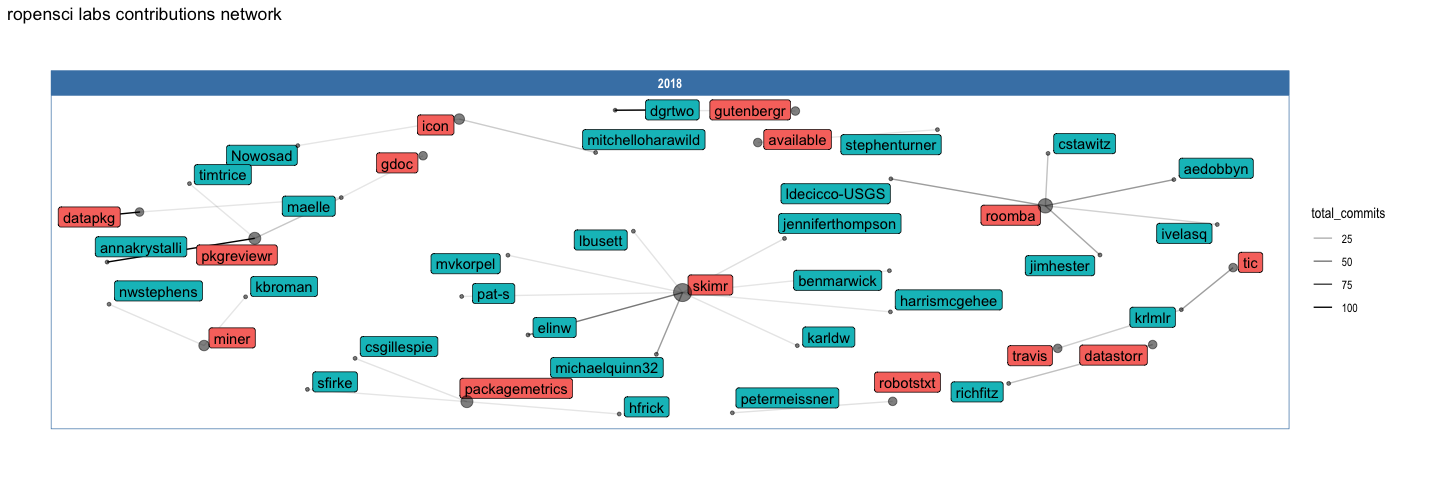 ropensci labs contributions network
2018
dgrtwo
gutenbergr
icon
mitchelloharawild
available
stephenturner
cstawitz
Nowosad
gdoc
timtrice
aedobbyn
ldecicco-USGS
maelle
datapkg
roomba
jenniferthompson
ivelasq
annakrystalli
pkgreviewr
lbusett
mvkorpel
jimhester
tic
nwstephens
kbroman
pat-s
skimr
benmarwick
harrismcgehee
elinw
krlmlr
miner
karldw
csgillespie
michaelquinn32
travis
datastorr
sfirke
packagemetrics
robotstxt
richfitz
hfrick
petermeissner
total_commits
25
50
75
100